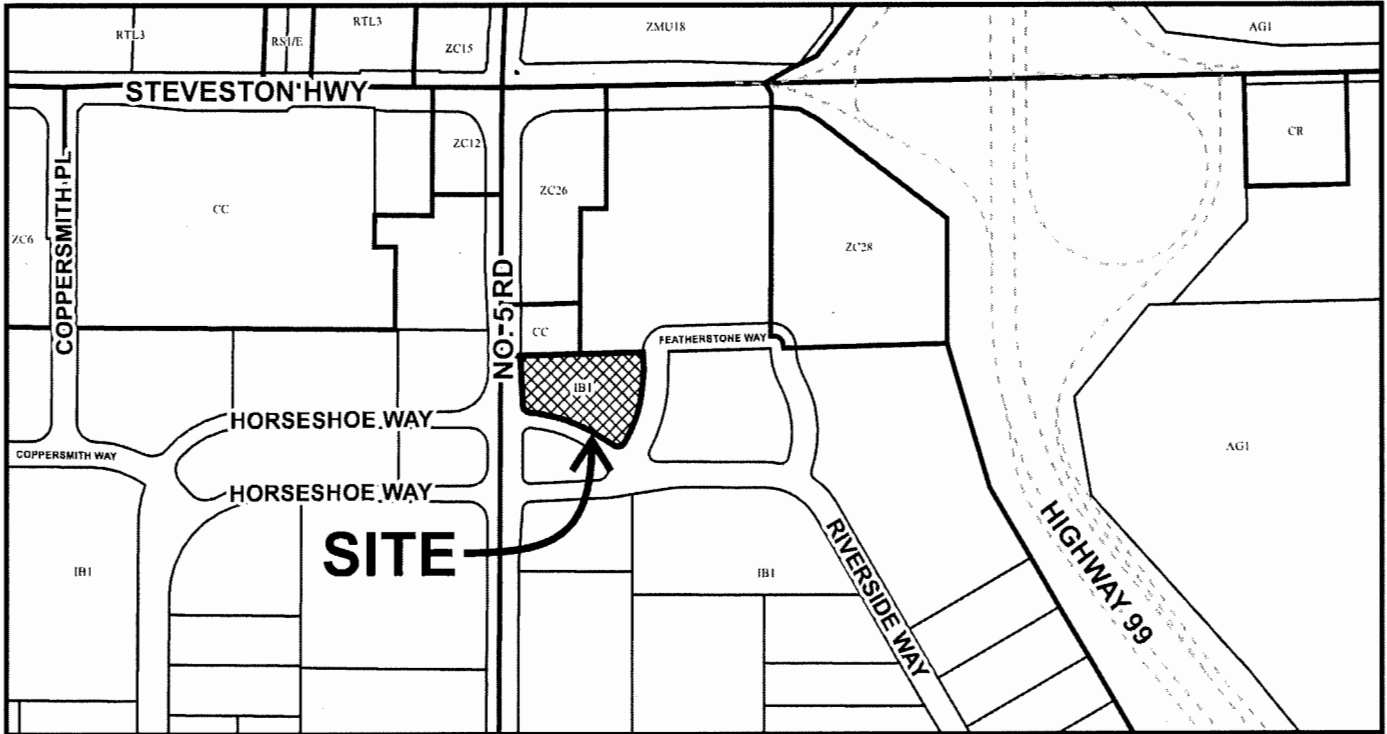 RTL3
RS1/E
RTL3
ZC15
ZMU18
AG1
STEVESTON HWY
CR
ZC12
COPPERSMITH PL
CC
ZC26
ZC6
ZC28
NO. 5 RD
CC
FEATHERSTONE WAY
IB1
HORSESHOE WAY
COPPERSMITH WAY
AG1
HORSESHOE WAY
SITE
HIGHWAY 99
RIVERSIDE WAY
IB1
IB1